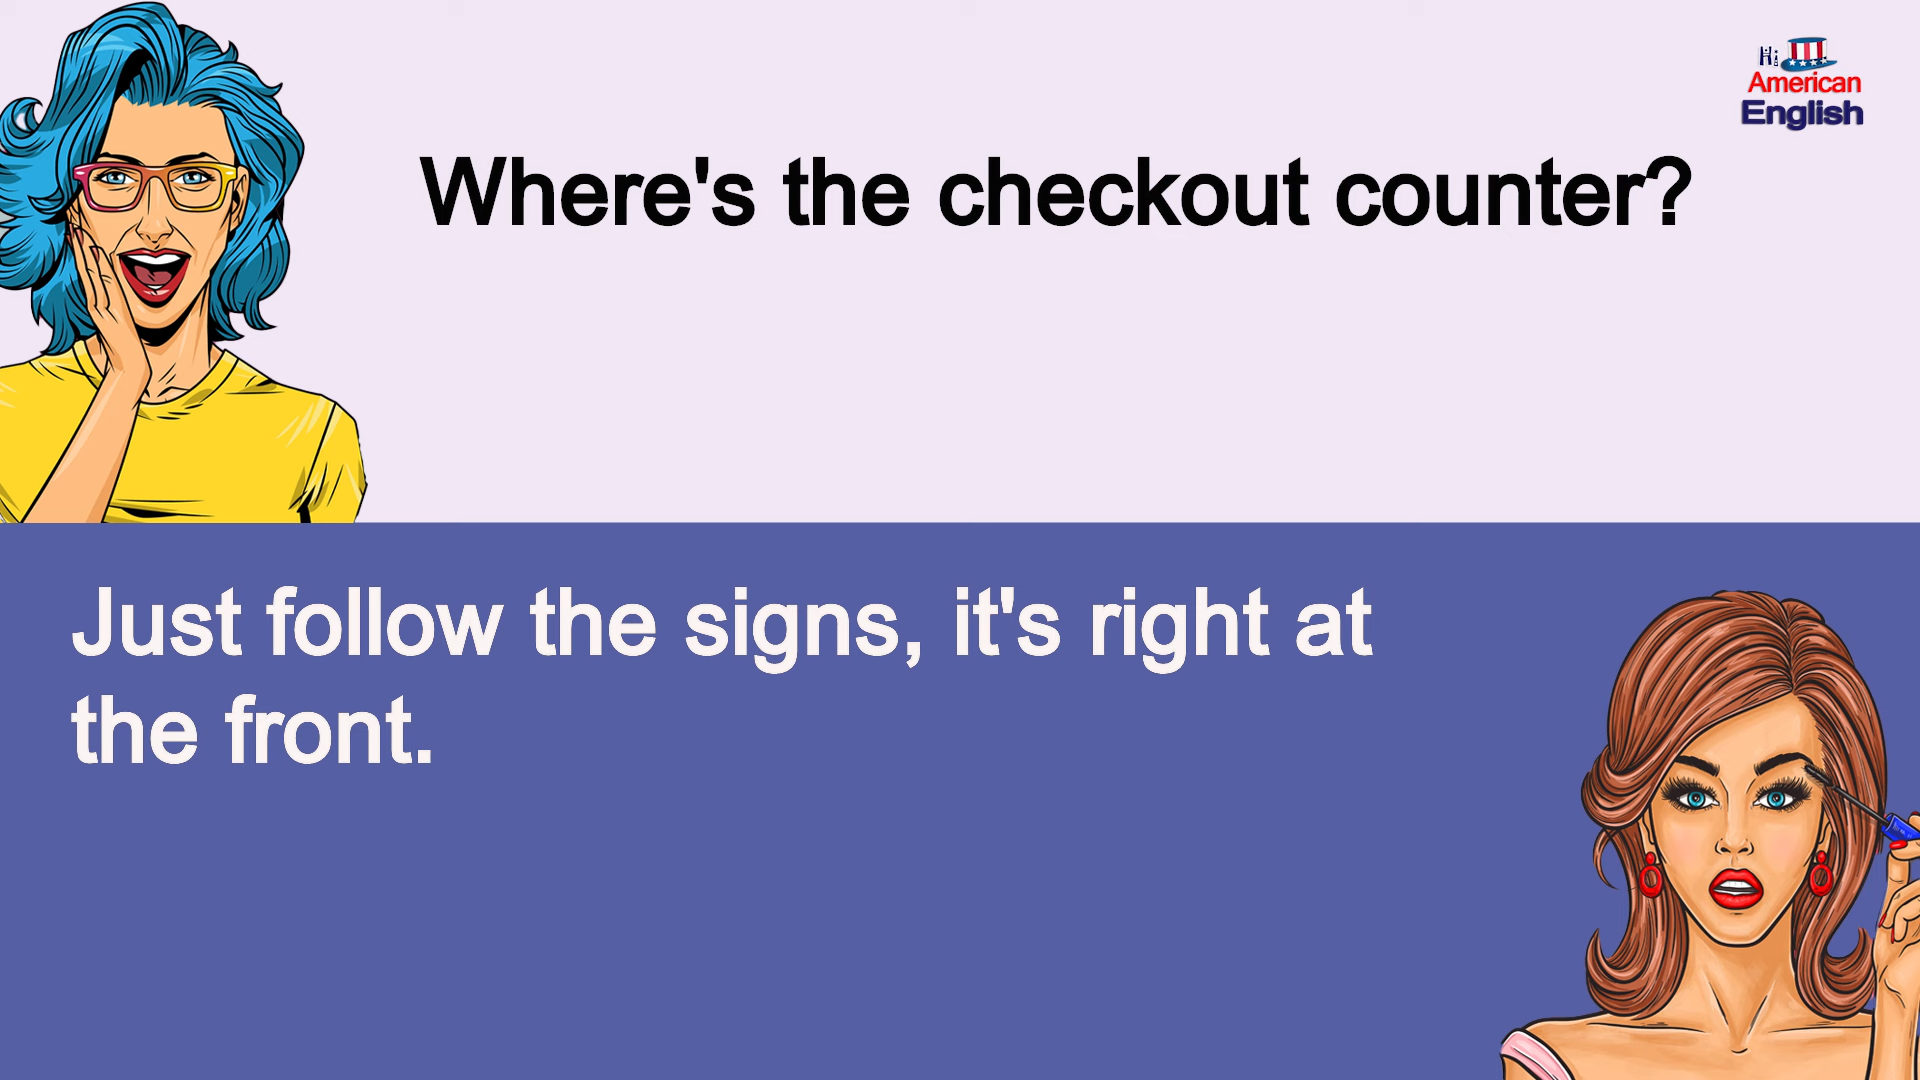 Hi
American
English
Where's the checkout counter?
Just follow the signs, it's right at
the front.